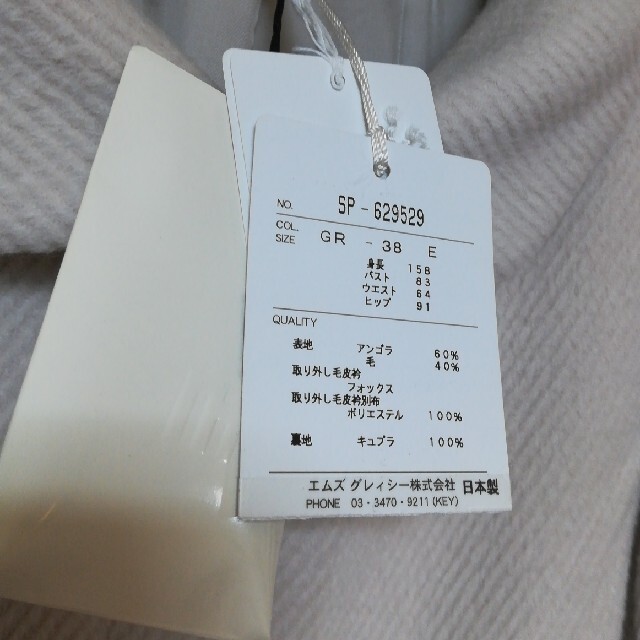 NO. 5P-629529
COL.
SIZE GR - 38 E
身長 158
バスト 83
ウエスト 64
ヒップ 91
QUALITY
表地 アンゴラ 60%
毛 40%
取り外し毛皮衿
フォックス
取り外し毛皮衿別布
ポリエステル 100%
裏地 キュプラ 100%
エムズ グレィシー株式会社 日本製
PHONE 03・3470・9211(KEY)